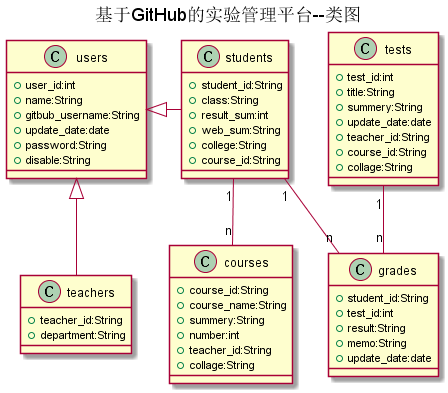 基于GitHub的实验管理平台--类图
C users
user_id:int
name:String
gitbub_username:String
update_date:date
password:String
disable:String
C students
student_id:String
class:String
result_sum:int
web_sum:String
college:String
course_id:String
C tests
test_id:int
title:String
summery:String
update_date:date
teacher_id:String
course_id:String
collage:String
1
1
1
n
n
n
C teachers
teacher_id:String
department:String
C courses
course_id:String
course_name:String
summery:String
number:int
teacher_id:String
collage:String
C grades
student_id:String
test_id:int
result:String
memo:String
update_date:date